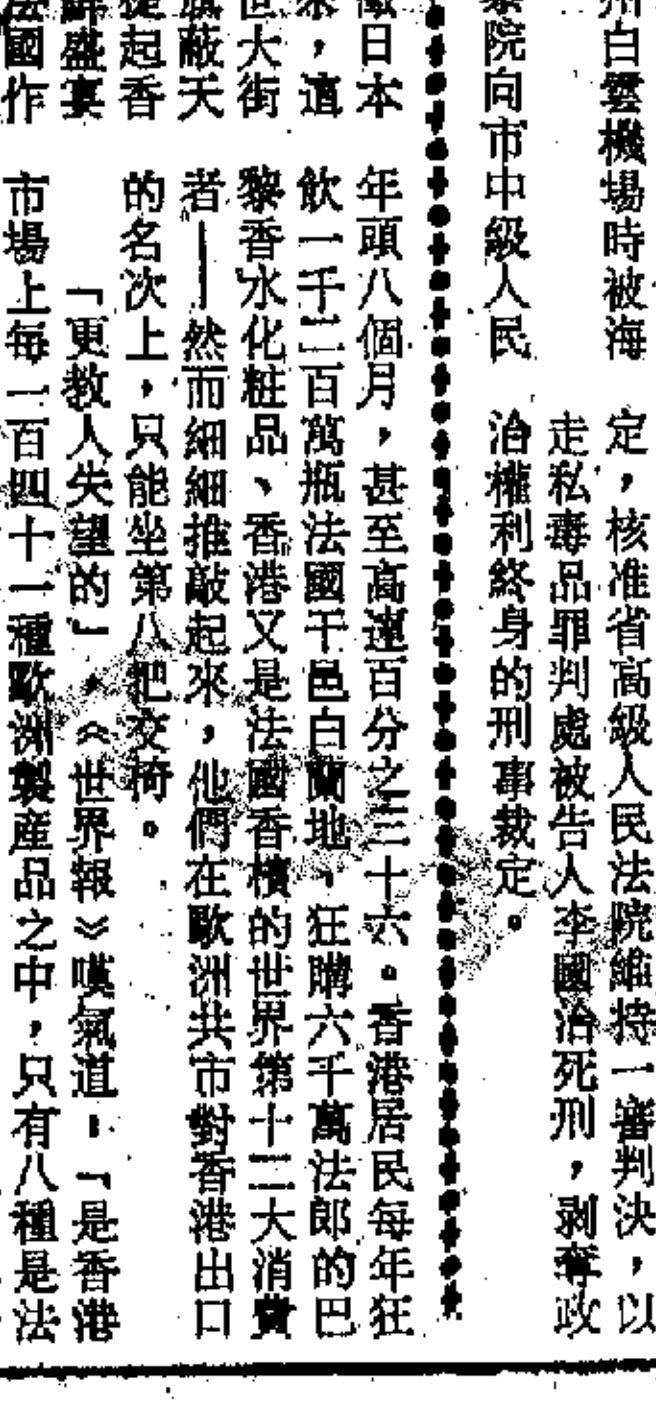 州白雲機場時被海
察院向市中級人民
定，核准省高級人民法院維持一審判決，以
走私毒品罪判處被告人李國治死刑，剝奪政
治權利終身的刑事裁定。
日本
來，這
世大街
旗蔽天
從起香
鮮盛宴
法國作
年頭八個月，甚至高達百分之三十六。香港居民每年狂
飲一千二百萬瓶法國干邑白蘭地、狂購六千萬法郎的巴
黎香水化粧品、香港又是法國香檳的世界第十二大消費
者——然而細細推敲起來，他們在歐洲共市對香港出口
的名次上，只能坐第八把交椅。
「更教人失望的」，《世界報》嘆氣道：「是香港
市場上每一百四十一種歐洲製產品之中，只有八種是法